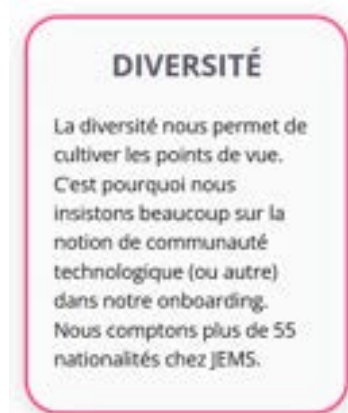 DIVERSITÉ
La diversité nous permet de
cultiver les points de vue.
C'est pourquoi nous
insistons beaucoup sur la
notion de communauté
technologique (ou autre)
dans notre onboarding.
Nous comptons plus de 55
nationalités chez JEMS.